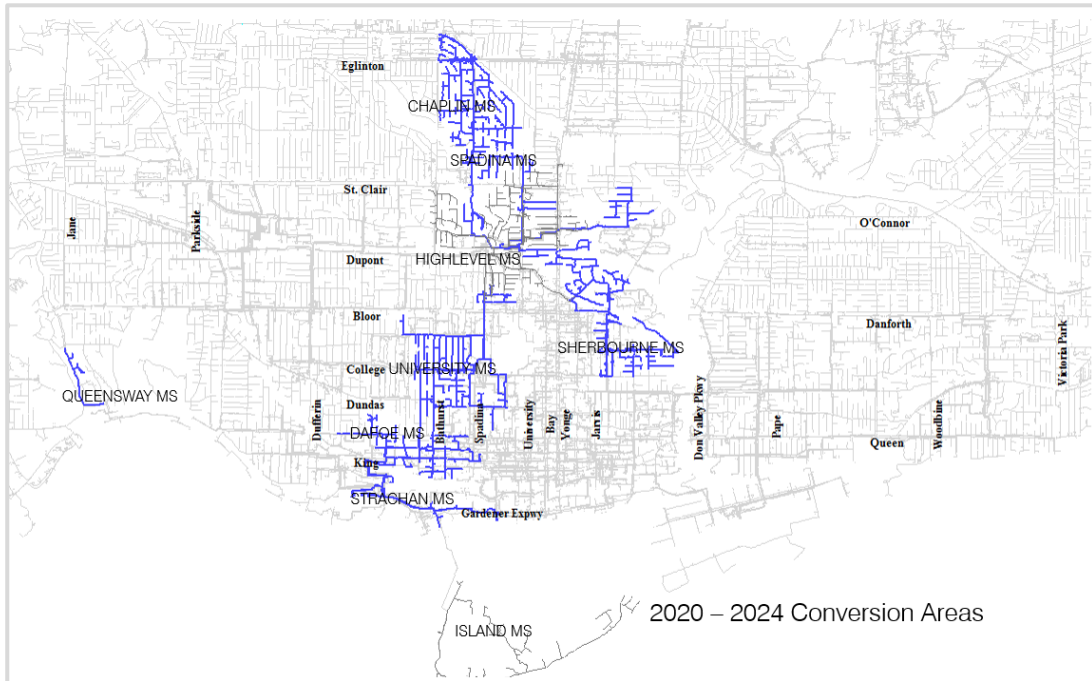 Eglinton
CHAPLIN MS
SPADINA MS
St. Clair
Jane
Parkside
O'Connor
HIGHLEVEL MS
Dupont
Bloor
Danforth
SHERBOURNE MS
Victoria Park
College
UNIVERSITY MS
QUEENSWAY MS
Dundas
Dufferin
Bathurst
Spadina
University
Bay
Yonge
Jarvis
Don Valley Pkwy
Pape
Woodbine
DAFOE MS
Queen
King
STRACHAN MS
Gardener Expwy
2020 – 2024 Conversion Areas
ISLAND MS